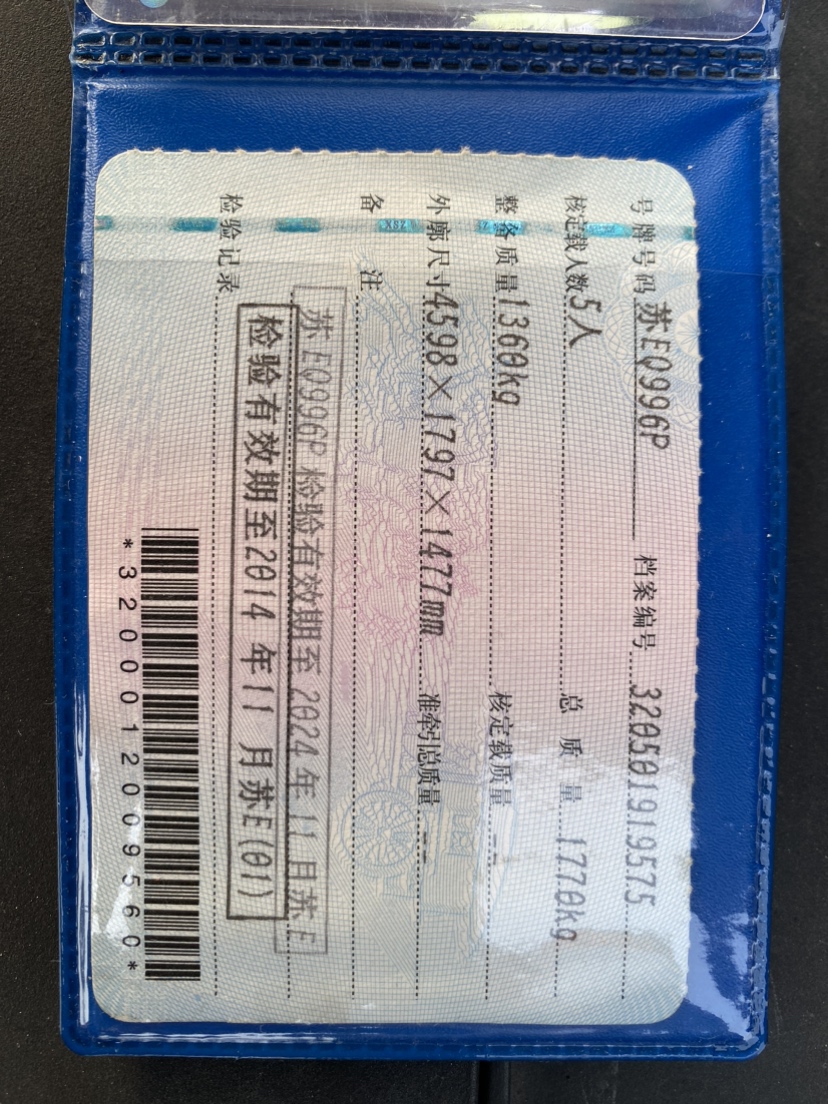 号牌号码 苏EQ996P 档案编号 320501919575
核定载人数 5人 总质量 1770kg
整备质量 1360kg 核定载质量 --
外廓尺寸 4598×1797×1477mm 准牵引总质量 --
备注
苏EQ996P 检验有效期至2024年11月苏E
检验记录
检验有效期至2014年11月苏E(01)
*3200012009560*